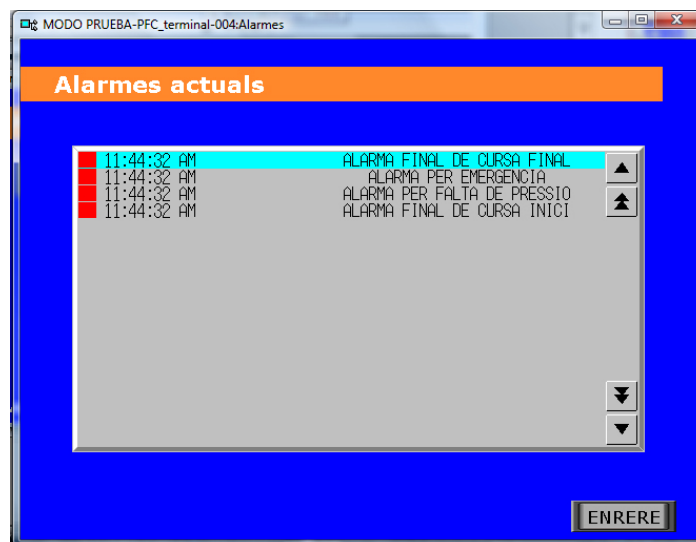 MODO PRUEBA-PFC_terminal-004:Alarmes
Alarmes actuals
11:44:32 AM ALARMA FINAL DE CURSA FINAL
11:44:32 AM ALARMA PER EMERGENCIA
11:44:32 AM ALARMA PER FALTA DE PRESSIO
11:44:32 AM ALARMA FINAL DE CURSA INICI
ENRERE